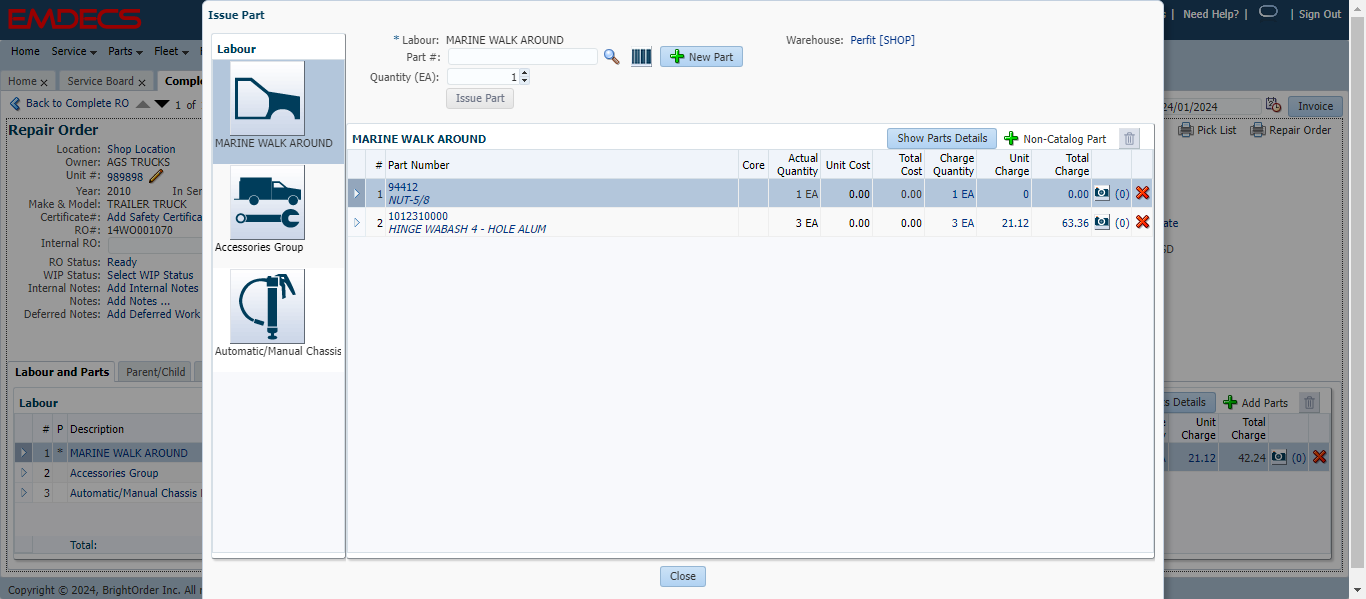 EMDECS
Need Help? | | Sign Out
Home Service Parts Fleet
Home x Service Board x Comple
Back to Complete RO 1 of
24/01/2024 Invoice
Pick List Repair Order
Repair Order
Location: Shop Location
Owner: AGS TRUCKS
Unit #: 989898
Year: 2010 In Ser
Make & Model: TRAILER TRUCK
Certificate#: Add Safety Certifica
RO#: 14WO001070
Internal RO:
RO Status: Ready
WIP Status: Select WIP Status
Internal Notes: Add Internal Notes
Notes: Add Notes ...
Deferred Notes: Add Deferred Work
Labour and Parts Parent/Child
Labour
# P Description
1 * MARINE WALK AROUND
2 Accessories Group
3 Automatic/Manual Chassis
Total:
Copyright © 2024, BrightOrder Inc. All r
Issue Part
Labour
MARINE WALK AROUND
Accessories Group
Automatic/Manual Chassis
* Labour: MARINE WALK AROUND
Warehouse: Perfit [SHOP]
Part #: New Part
Quantity (EA): 1
Issue Part
MARINE WALK AROUND Show Parts Details Non-Catalog Part
# Part Number Core Actual Quantity Unit Cost Total Cost Charge Quantity Unit Charge Total Charge
1 94412 1 EA 0.00 0.00 1 EA 0 0.00 (0)
NUT-5/8
2 1012310000 3 EA 0.00 0.00 3 EA 21.12 63.36 (0)
HINGE WABASH 4 - HOLE ALUM
Close
ate
SD
s Details Add Parts
Unit Charge Total Charge
21.12 42.24 (0)